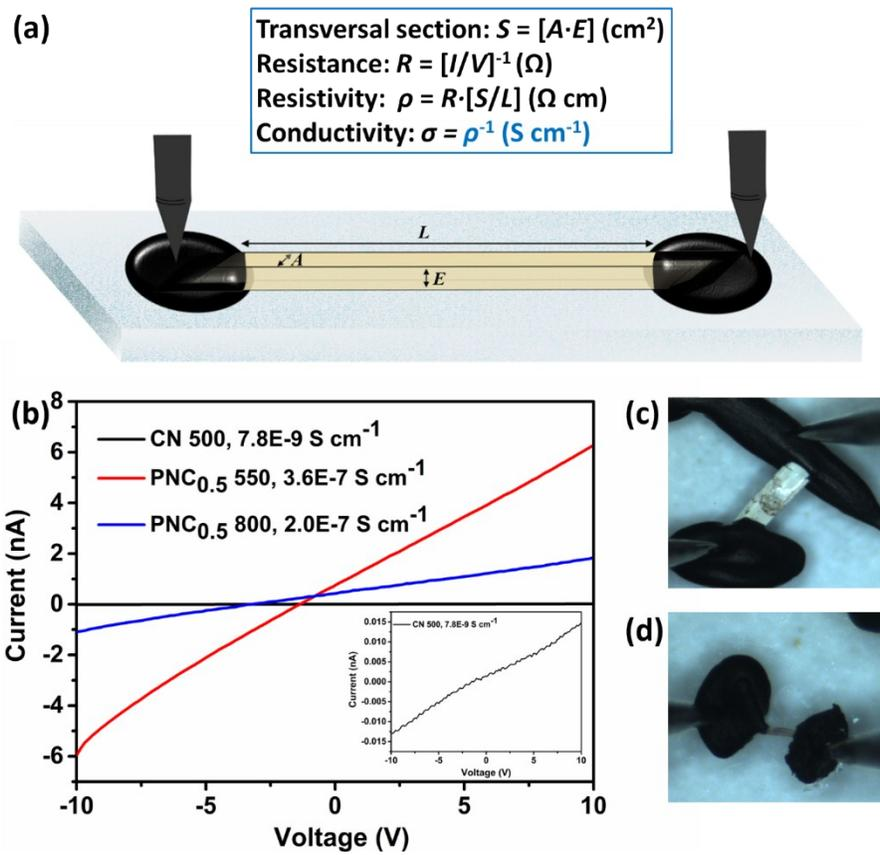 (a)
Transversal section: S = [A·E] (cm²)
Resistance: R = [I/V]⁻¹ (Ω)
Resistivity: ρ = R·[S/L] (Ω cm)
Conductivity: σ = ρ⁻¹ (S cm⁻¹)
L
A
E
(b)
8
6
4
2
0
-2
-4
-6
Current (nA)
CN 500, 7.8E-9 S cm⁻¹
PNC₀.₅ 550, 3.6E-7 S cm⁻¹
PNC₀.₅ 800, 2.0E-7 S cm⁻¹
0.015
0.010
0.005
0.000
-0.005
-0.010
-0.015
Current (nA)
CN 500, 7.8E-9 S cm⁻¹
-10 -5 0 5 10
Voltage (V)
-10 -5 0 5 10
Voltage (V)
(c)
(d)